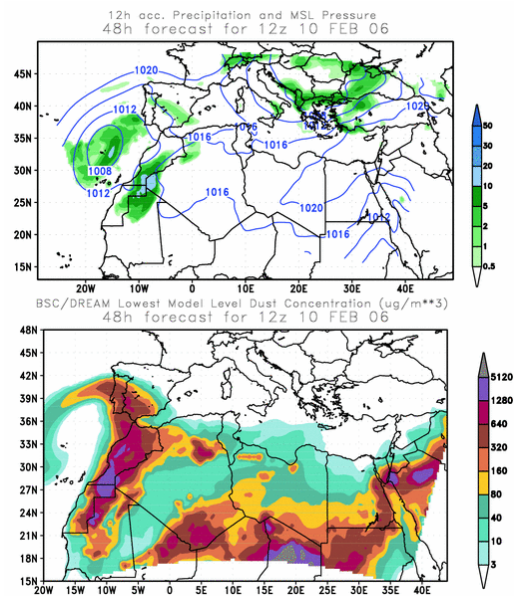 12h acc. Precipitation and MSL Pressure
48h forecast for 12z 10 FEB 06
45N
40N
35N
30N
25N
20N
15N
1020
1012
1008
1012
1016
1016
1016
1020
1016
1012
20W
10W
0
10E
20E
30E
40E
50
30
20
10
5
2
1
0.5
BSC/DREAM Lowest Model Level Dust Concentration (ug/m**3)
48h forecast for 12z 10 FEB 06
48N
45N
42N
39N
36N
33N
30N
27N
24N
21N
18N
15N
20W
15W
10W
5W
0
5E
10E
15E
20E
25E
30E
35E
40E
5120
1280
640
320
160
80
40
10
3